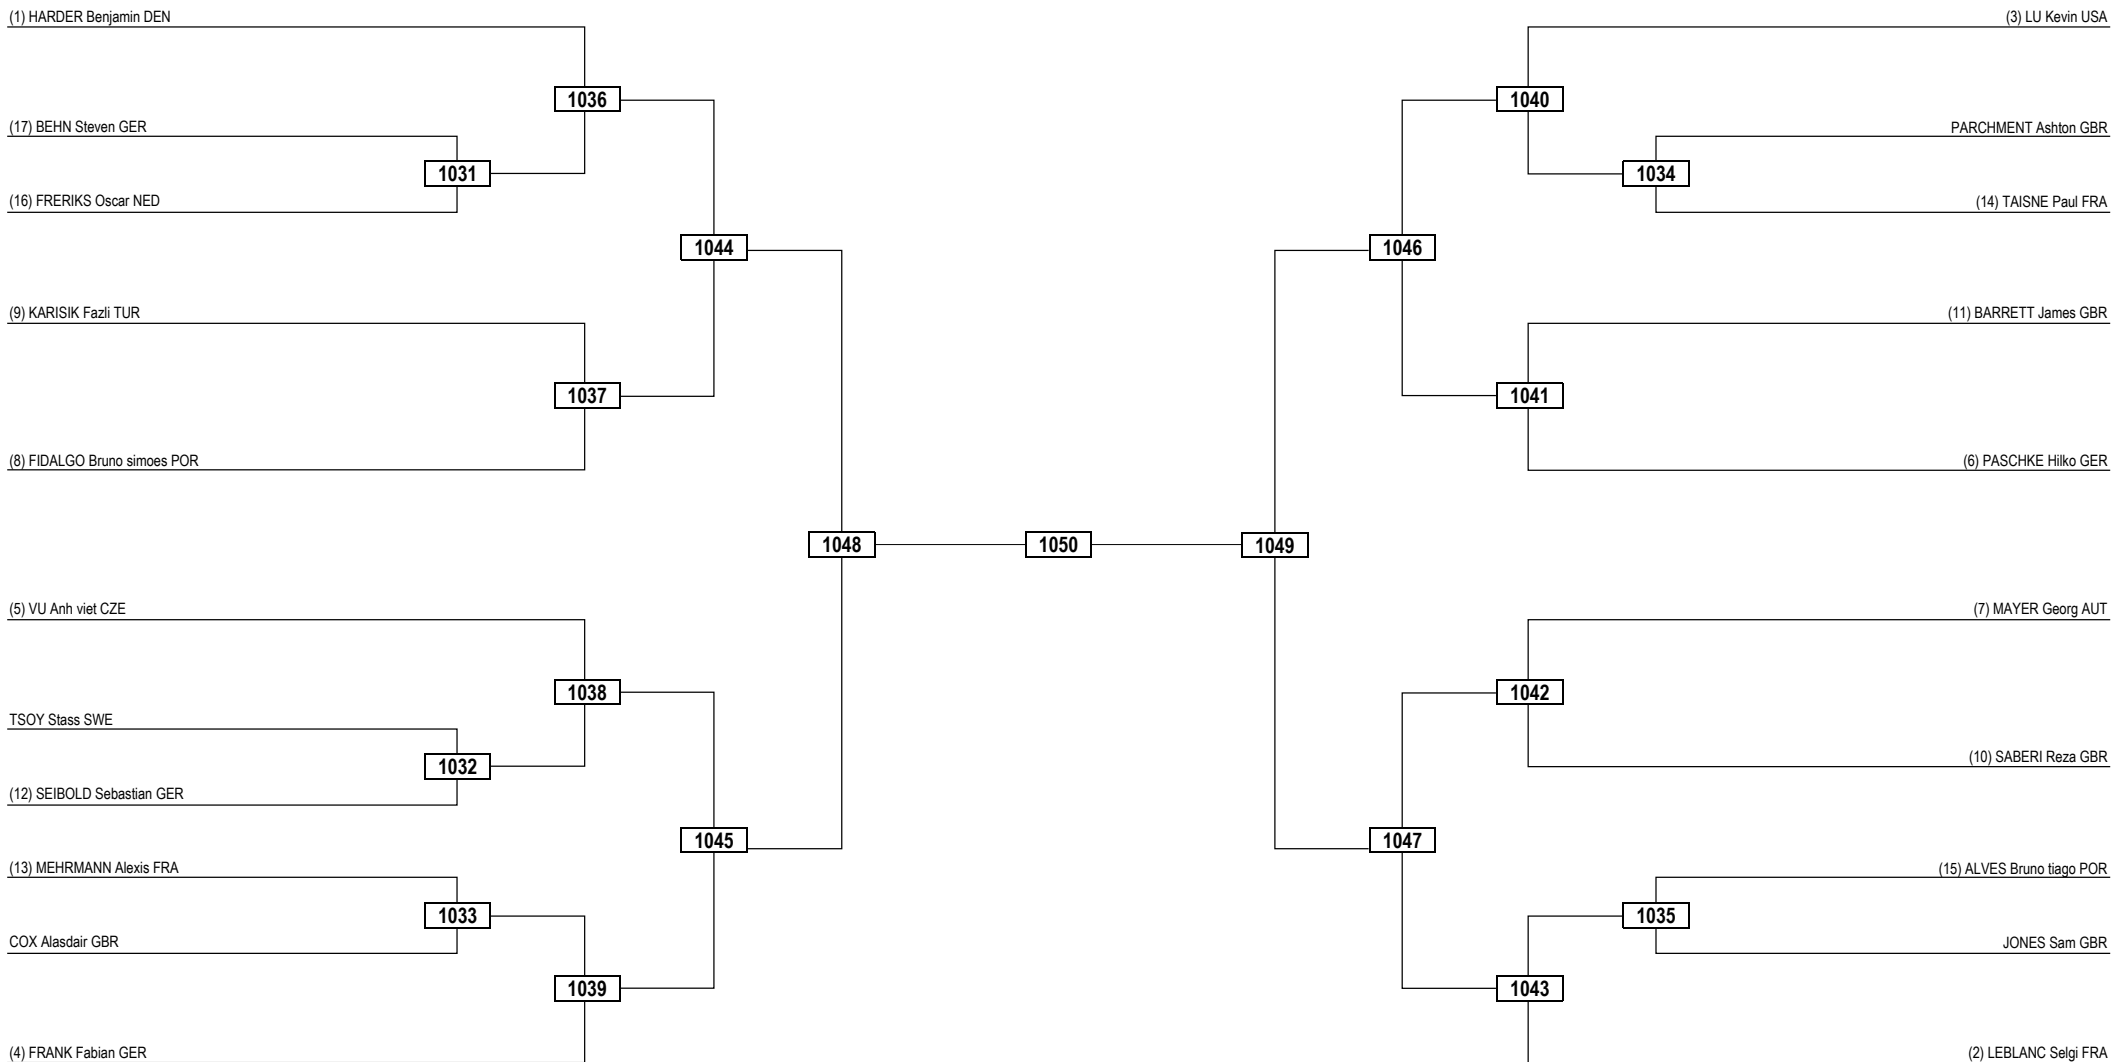 (1) HARDER Benjamin DEN
1036
(17) BEHN Steven GER
1031
(16) FRERIKS Oscar NED
1044
(9) KARISIK Fazli TUR
1037
(8) FIDALGO Bruno simoes POR
1048
(5) VU Anh viet CZE
1038
TSOY Stass SWE
1032
(12) SEIBOLD Sebastian GER
1045
(13) MEHRMANN Alexis FRA
1033
COX Alasdair GBR
1039
(4) FRANK Fabian GER
1050
(3) LU Kevin USA
1040
PARCHMENT Ashton GBR
1034
(14) TAISNE Paul FRA
1046
(11) BARRETT James GBR
1041
(6) PASCHKE Hilko GER
1049
(7) MAYER Georg AUT
1042
(10) SABERI Reza GBR
1047
(15) ALVES Bruno tiago POR
1035
JONES Sam GBR
1043
(2) LEBLANC Selgi FRA